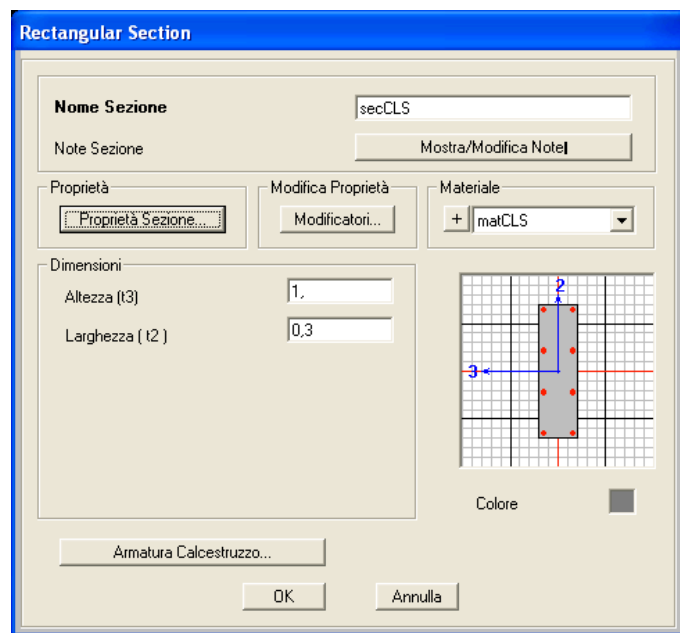 Rectangular Section
Nome Sezione
secCLS
Note Sezione
Mostra/Modifica Note
Proprietà
Modifica Proprietà
Materiale
Proprietà Sezione...
Modificatori...
+
matCLS
Dimensioni
Altezza (t3)
1,
Larghezza ( t2 )
0,3
2
3
Colore
Armatura Calcestruzzo...
OK
Annulla